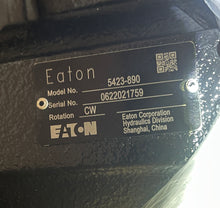 Eaton
Model No. 5423-890
Serial No. 0622021759
Rotation CW
EATON
Eaton Corporation
Hydraulics Division
Shanghai, China